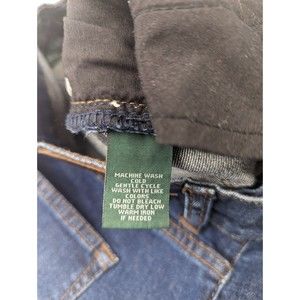 MACHINE WASH
COLD
GENTLE CYCLE
WASH WITH LIKE
COLORS
DO NOT BLEACH
TUMBLE DRY LOW
WARM IRON
IF NEEDED